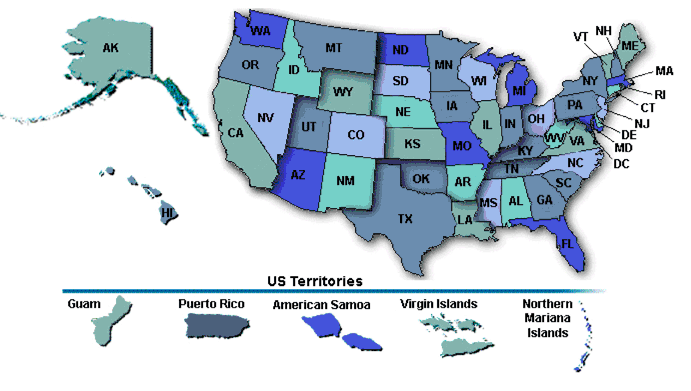 AK
WA
MT
ND
MN
VT
NH
ME
OR
ID
SD
WI
MI
NY
MA
WY
NE
IA
RI
CT
PA
NJ
NV
UT
CO
IL
IN
OH
DE
MD
DC
CA
KS
MO
KY
WV
VA
AZ
NM
OK
AR
TN
NC
SC
HI
TX
LA
MS
AL
GA
FL
US Territories
Guam
Puerto Rico
American Samoa
Virgin Islands
Northern
Mariana
Islands